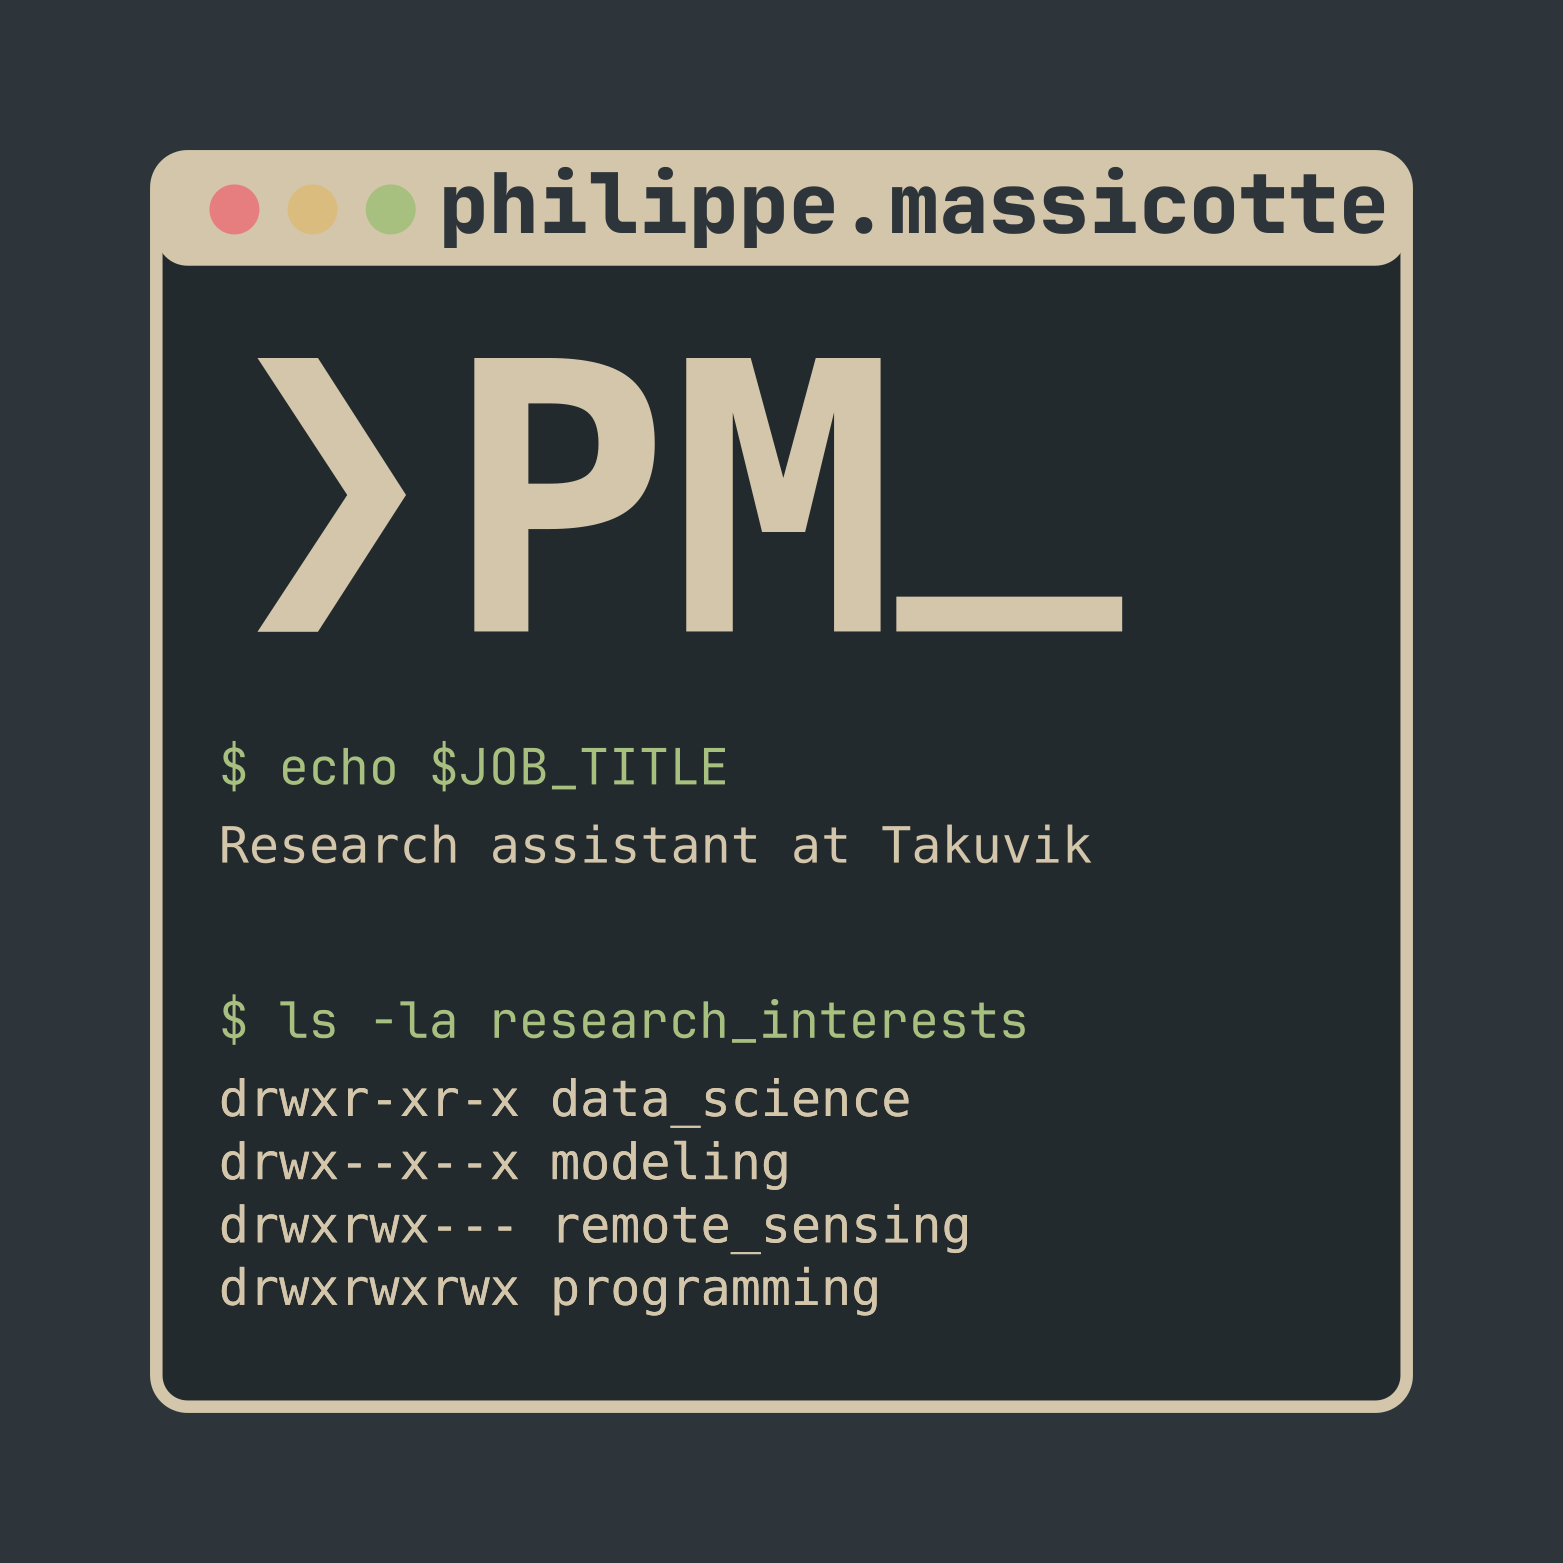 philippe.massicotte
❯PM_
$ echo $JOB_TITLE
Research assistant at Takuvik
$ ls -la research_interests
drwxr-xr-x data_science
drwx--x--x modeling
drwxrwx--- remote_sensing
drwxrwxrwx programming